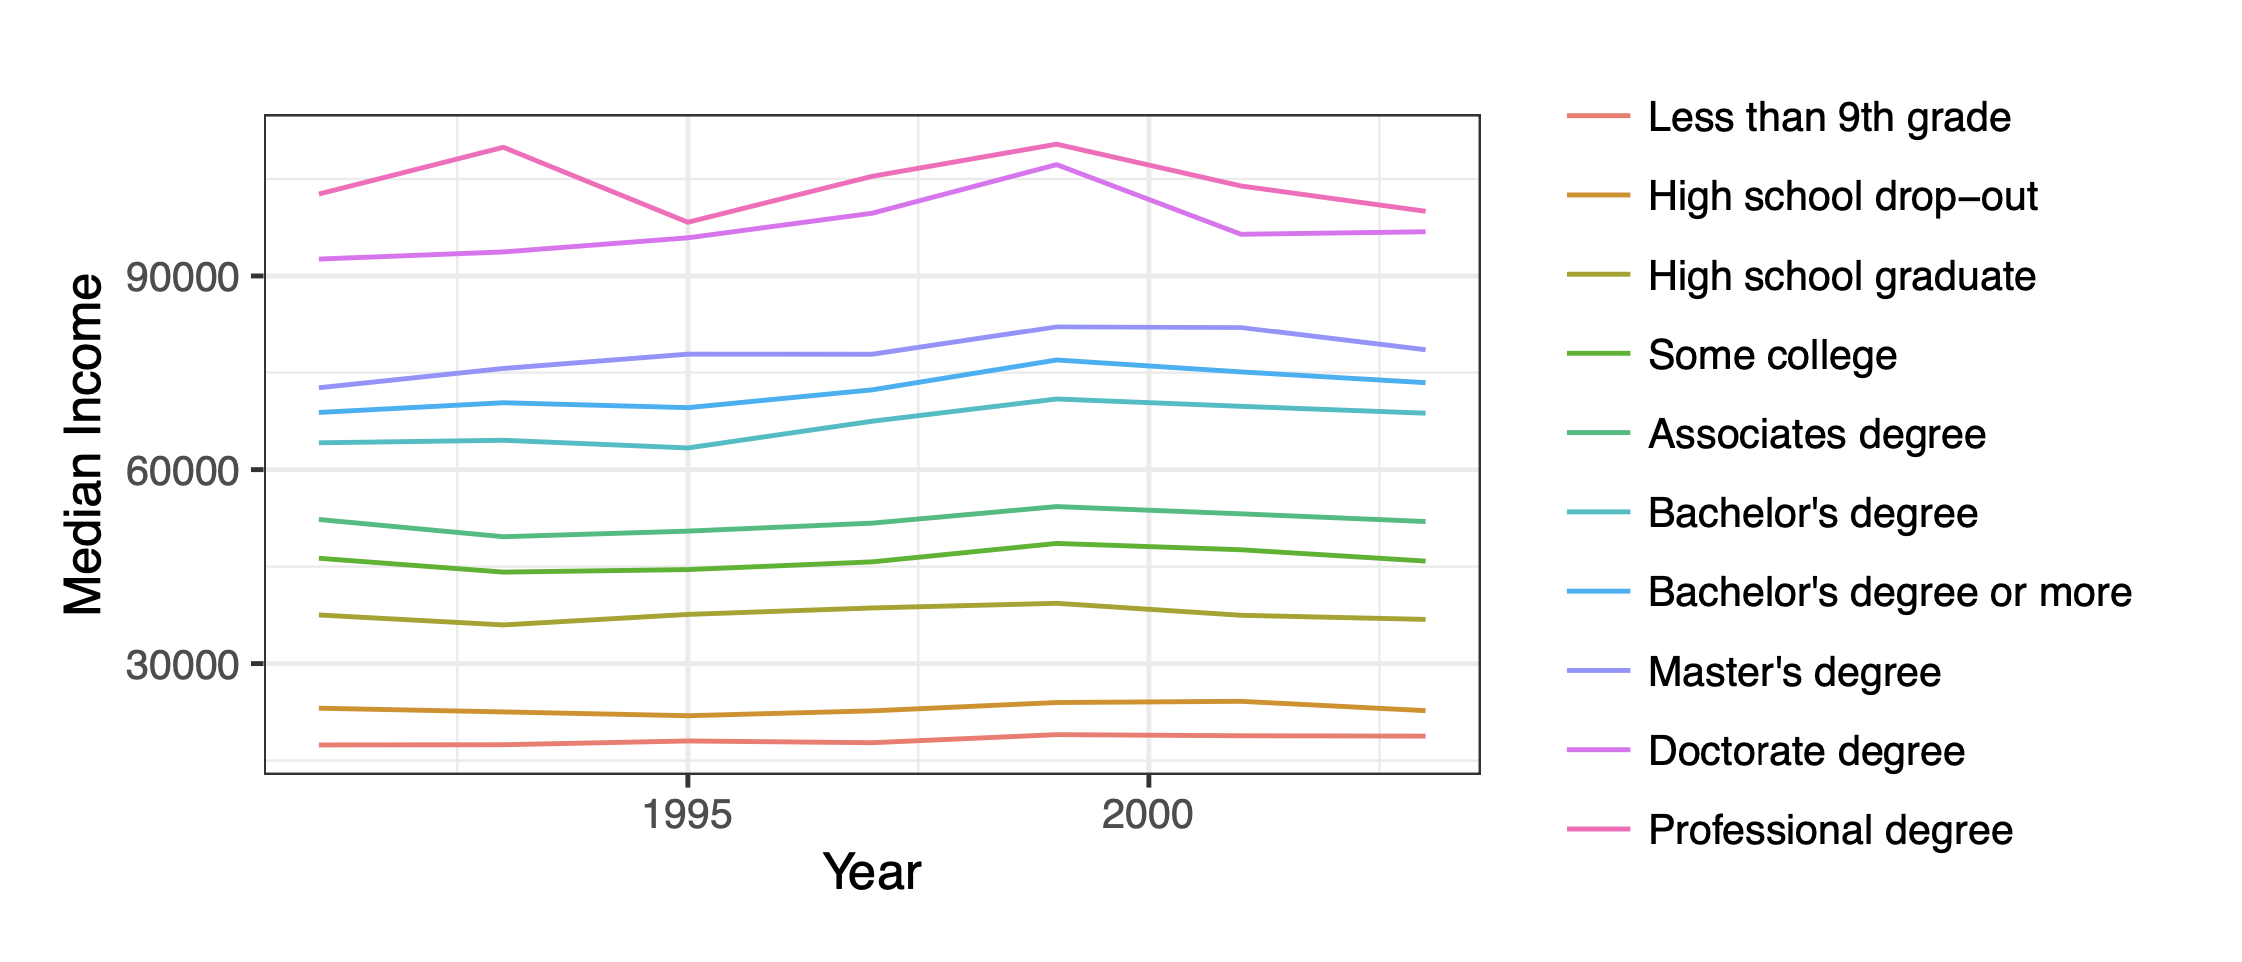 Median Income
90000
60000
30000
1995
2000
Year
Less than 9th grade
High school drop−out
High school graduate
Some college
Associates degree
Bachelor's degree
Bachelor's degree or more
Master's degree
Doctorate degree
Professional degree